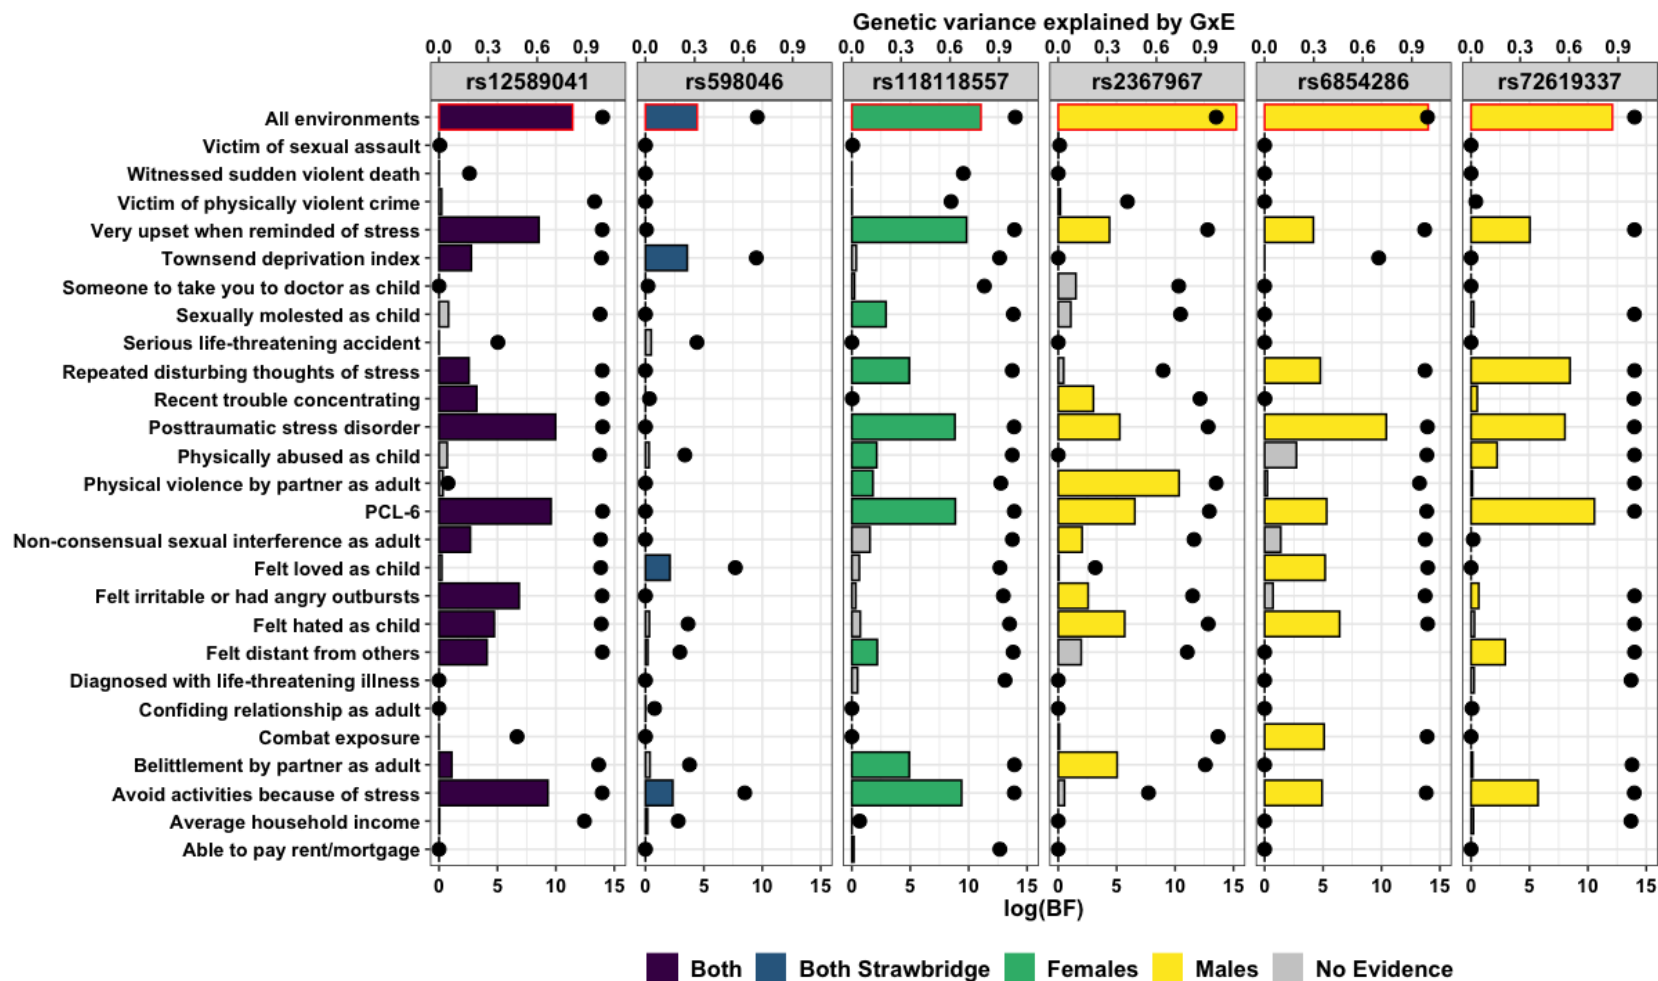 Genetic variance explained by GxE
0.0 0.3 0.6 0.9 0.0 0.3 0.6 0.9 0.0 0.3 0.6 0.9 0.0 0.3 0.6 0.9 0.0 0.3 0.6 0.9 0.0 0.3 0.6 0.9
rs12589041 rs598046 rs118118557 rs2367967 rs6854286 rs72619337
All environments
Victim of sexual assault
Witnessed sudden violent death
Victim of physically violent crime
Very upset when reminded of stress
Townsend deprivation index
Someone to take you to doctor as child
Sexually molested as child
Serious life-threatening accident
Repeated disturbing thoughts of stress
Recent trouble concentrating
Posttraumatic stress disorder
Physically abused as child
Physical violence by partner as adult
PCL-6
Non-consensual sexual interference as adult
Felt loved as child
Felt irritable or had angry outbursts
Felt hated as child
Felt distant from others
Diagnosed with life-threatening illness
Confiding relationship as adult
Combat exposure
Belittlement by partner as adult
Avoid activities because of stress
Average household income
Able to pay rent/mortgage
0 5 10 15 0 5 10 15 0 5 10 15 0 5 10 15 0 5 10 15 0 5 10 15
log(BF)
Both Both Strawbridge Females Males No Evidence